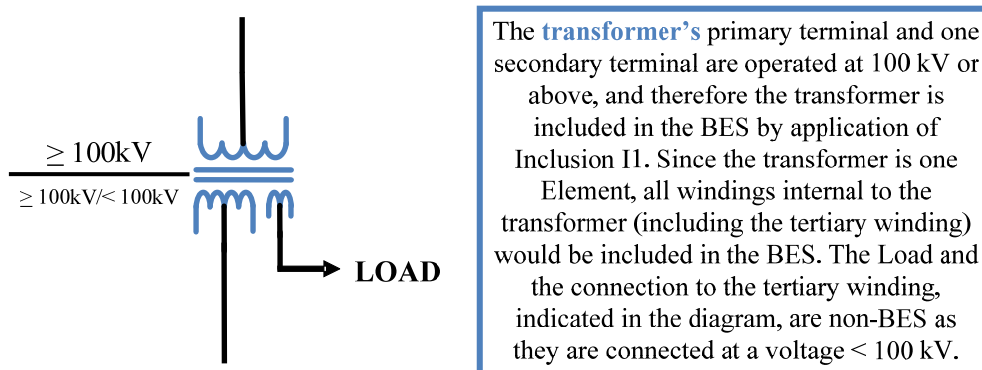 ≥ 100kV
≥ 100kV/< 100kV
LOAD
The transformer's primary terminal and one
secondary terminal are operated at 100 kV or
above, and therefore the transformer is
included in the BES by application of
Inclusion I1. Since the transformer is one
Element, all windings internal to the
transformer (including the tertiary winding)
would be included in the BES. The Load and
the connection to the tertiary winding,
indicated in the diagram, are non-BES as
they are connected at a voltage < 100 kV.